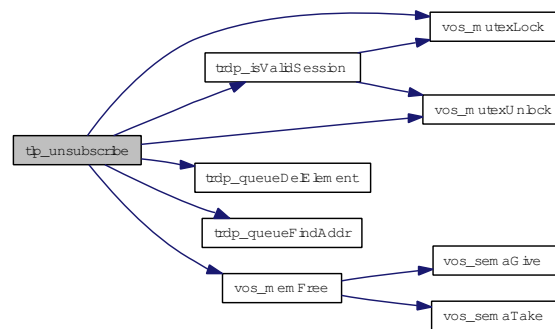 vos_mutexLock
trdp_isValidSession
vos_mutexUnlock
tlp_unsubscribe
trdp_queueDelElement
trdp_queueFindAddr
vos_semaGive
vos_memFree
vos_semaTake